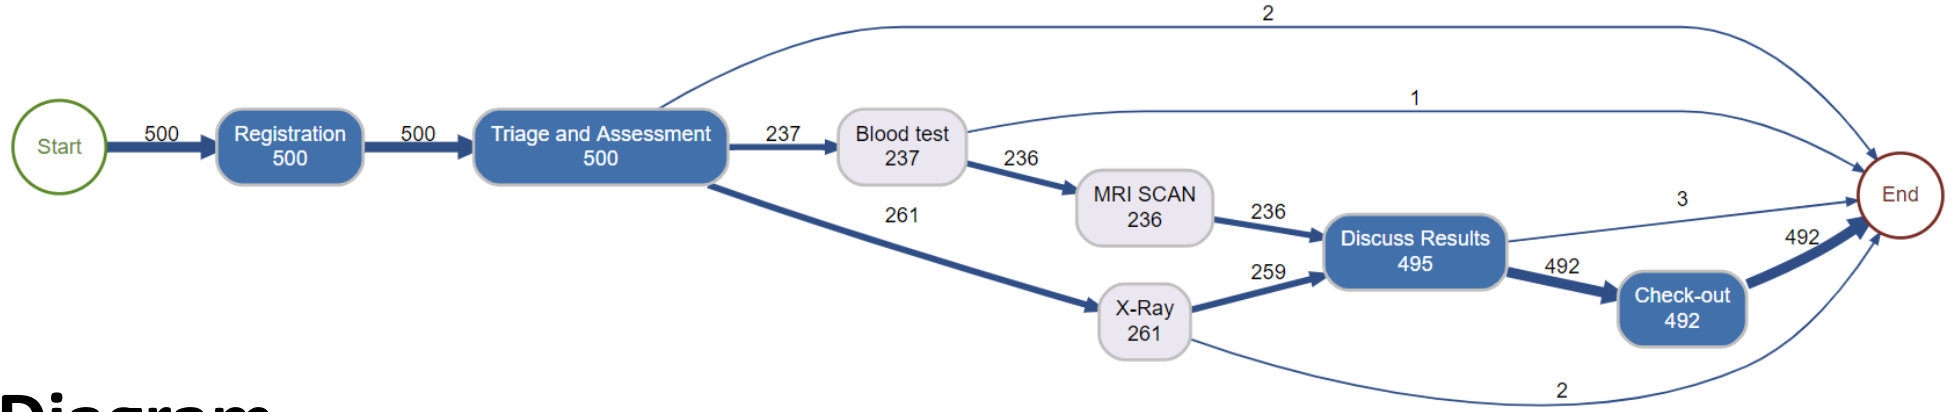 2
1
Start
500
Registration
500
500
Triage and Assessment
500
237
Blood test
237
236
MRI SCAN
236
236
261
X-Ray
261
259
Discuss Results
495
3
492
Check-out
492
492
2
End
Diagram